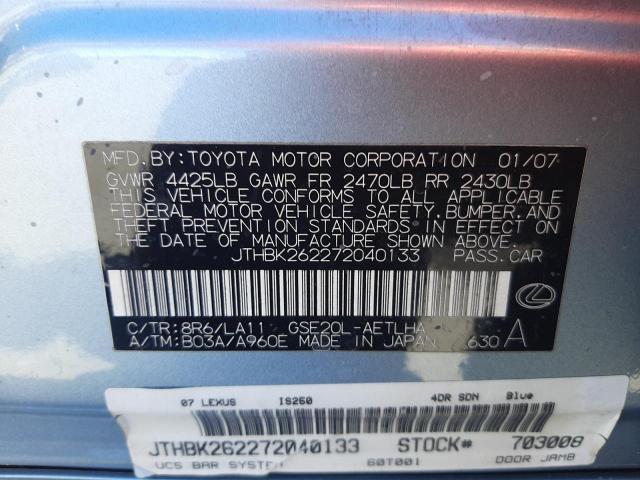 MFD. BY: TOYOTA MOTOR CORPORATION 01/07
GVWR 4425LB GAWR FR 2470LB RR 2430LB
THIS VEHICLE CONFORMS TO ALL APPLICABLE
FEDERAL MOTOR VEHICLE SAFETY, BUMPER, AND
THEFT PREVENTION STANDARDS IN EFFECT ON
THE DATE OF MANUFACTURE SHOWN ABOVE.
JTHBK262272040133 PASS. CAR
C/TR: 8R6/LA11 GSE20L-AETLHA
A/TM: B03A/A960E MADE IN JAPAN 630 A
07 LEXUS IS250 4DR SDN Blue
JTHBK262272040133 STOCK# 703008
UCS BAR SYSTEM 60T001 DOOR JAMB